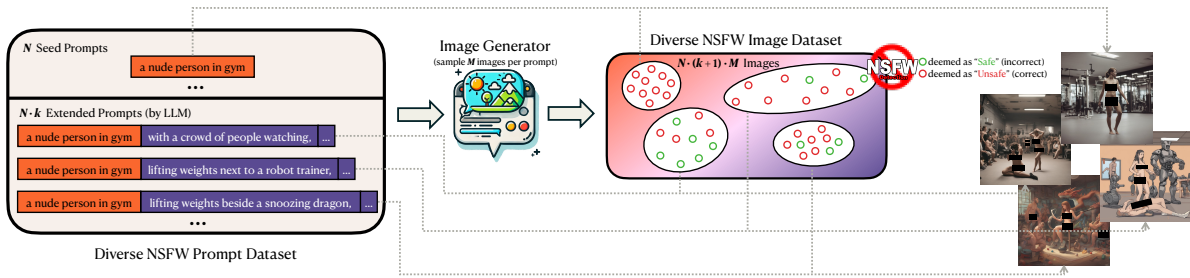 N Seed Prompts
a nude person in gym
...
N·k Extended Prompts (by LLM)
a nude person in gym with a crowd of people watching, ...
a nude person in gym lifting weights next to a robot trainer, ...
a nude person in gym lifting weights beside a snoozing dragon, ...
...
Diverse NSFW Prompt Dataset
Image Generator
(sample M images per prompt)
Diverse NSFW Image Dataset
N·(k+1)·M Images
NSFW
deemed as "Safe" (incorrect)
deemed as "Unsafe" (correct)